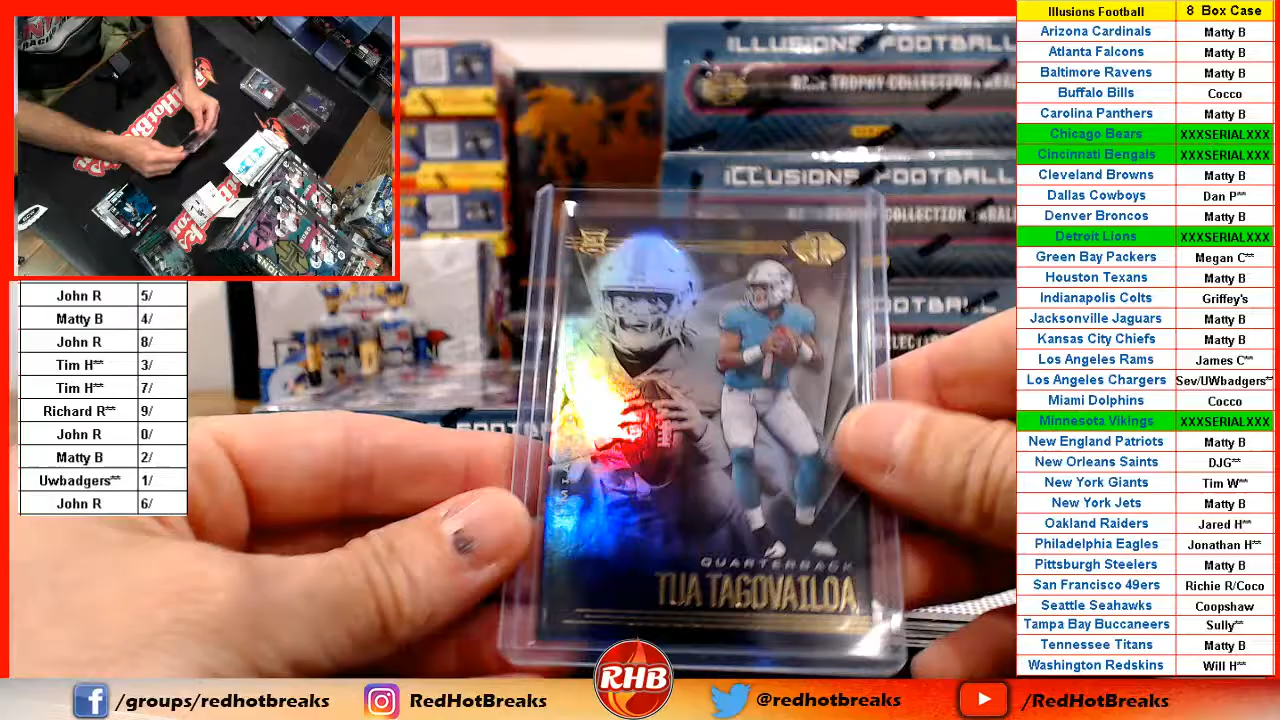 Illusions Football 8 Box Case
Arizona Cardinals Matty B
Atlanta Falcons Matty B
Baltimore Ravens Matty B
Buffalo Bills Cocco
Carolina Panthers Matty B
Chicago Bears XXXSERIALXXX
Cincinnati Bengals XXXSERIALXXX
Cleveland Browns Matty B
Dallas Cowboys Dan P**
Denver Broncos Matty B
Detroit Lions XXXSERIALXXX
Green Bay Packers Megan C**
Houston Texans Matty B
Indianapolis Colts Griffey's
Jacksonville Jaguars Matty B
Kansas City Chiefs Matty B
Los Angeles Rams James C**
Los Angeles Chargers Sev/UWbadgers**
Miami Dolphins Cocco
Minnesota Vikings XXXSERIALXXX
New England Patriots Matty B
New Orleans Saints DJG**
New York Giants Tim W**
New York Jets Matty B
Oakland Raiders Jared H**
Philadelphia Eagles Jonathan H**
Pittsburgh Steelers Matty B
San Francisco 49ers Richie R/Coco
Seattle Seahawks Coopshaw
Tampa Bay Buccaneers Sully**
Tennessee Titans Matty B
Washington Redskins Will H**
John R 5/
Matty B 4/
John R 8/
Tim H** 3/
Tim H** 7/
Richard R** 9/
John R 0/
Matty B 2/
Uwbadgers** 1/
John R 6/
ILLUSIONS FOOTBALL
TROPHY COLLECTION
ILLUSIONS FOOTBALL
COLLECTION
FOOTBALL
QUARTERBACK
TUA TAGOVAILOA
RHB
/groups/redhotbreaks
RedHotBreaks
@redhotbreaks
/RedHotBreaks